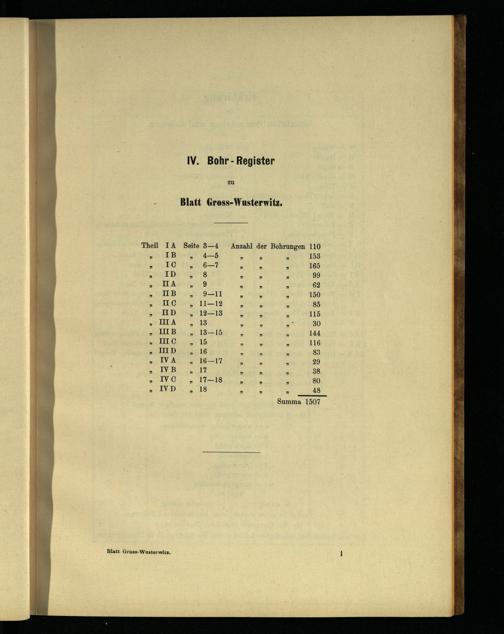 IV. Bohr-Register
zu
Blatt Gross-Wusterwitz.
Theil I A Seite 3—4 Anzahl der Bohrungen 110
„ I B „ 4—5 „ „ „ 153
„ I C „ 6—7 „ „ „ 165
„ I D „ 8 „ „ „ 99
„ II A „ 9 „ „ „ 62
„ II B „ 9—11 „ „ „ 150
„ II C „ 11—12 „ „ „ 85
„ II D „ 12—13 „ „ „ 115
„ III A „ 13 „ „ „ 30
„ III B „ 13—15 „ „ „ 144
„ III C „ 15 „ „ „ 116
„ III D „ 16 „ „ „ 83
„ IV A „ 16—17 „ „ „ 29
„ IV B „ 17 „ „ „ 38
„ IV C „ 17—18 „ „ „ 80
„ IV D „ 18 „ „ „ 48
Summa 1507
Blatt Gross-Wusterwitz. 1